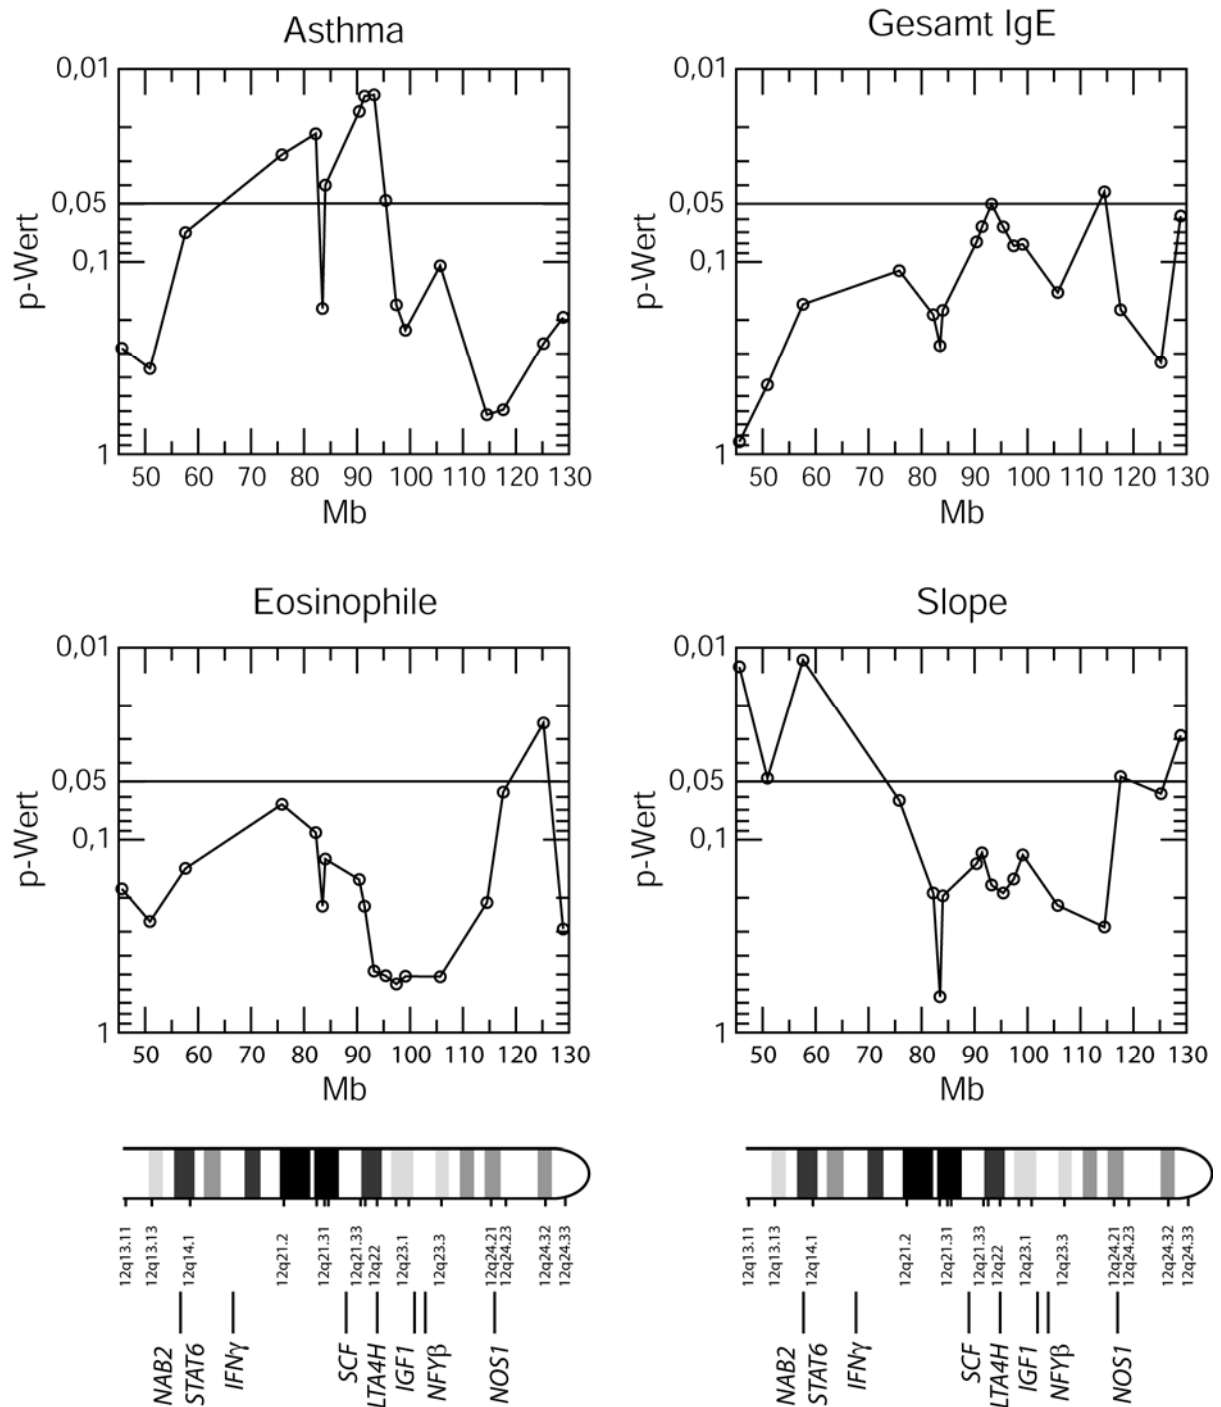 Asthma
0,01
0,05
0,1
1
p-Wert
50 60 70 80 90 100 110 120 130
Mb
Gesamt IgE
0,01
0,05
0,1
1
p-Wert
50 60 70 80 90 100 110 120 130
Mb
Eosinophile
0,01
0,05
0,1
1
p-Wert
50 60 70 80 90 100 110 120 130
Mb
Slope
0,01
0,05
0,1
1
p-Wert
50 60 70 80 90 100 110 120 130
Mb
12q13.11
12q13.13
12q14.1
12q21.2
12q21.31
12q21.33
12q22
12q23.1
12q23.3
12q24.21
12q24.23
12q24.32
12q24.33
NAB2
STAT6
IFNγ
SCF
LTA4H
IGF1
NFYβ
NOS1
12q13.11
12q13.13
12q14.1
12q21.2
12q21.31
12q21.33
12q22
12q23.1
12q23.3
12q24.21
12q24.23
12q24.32
12q24.33
NAB2
STAT6
IFNγ
SCF
LTA4H
IGF1
NFYβ
NOS1